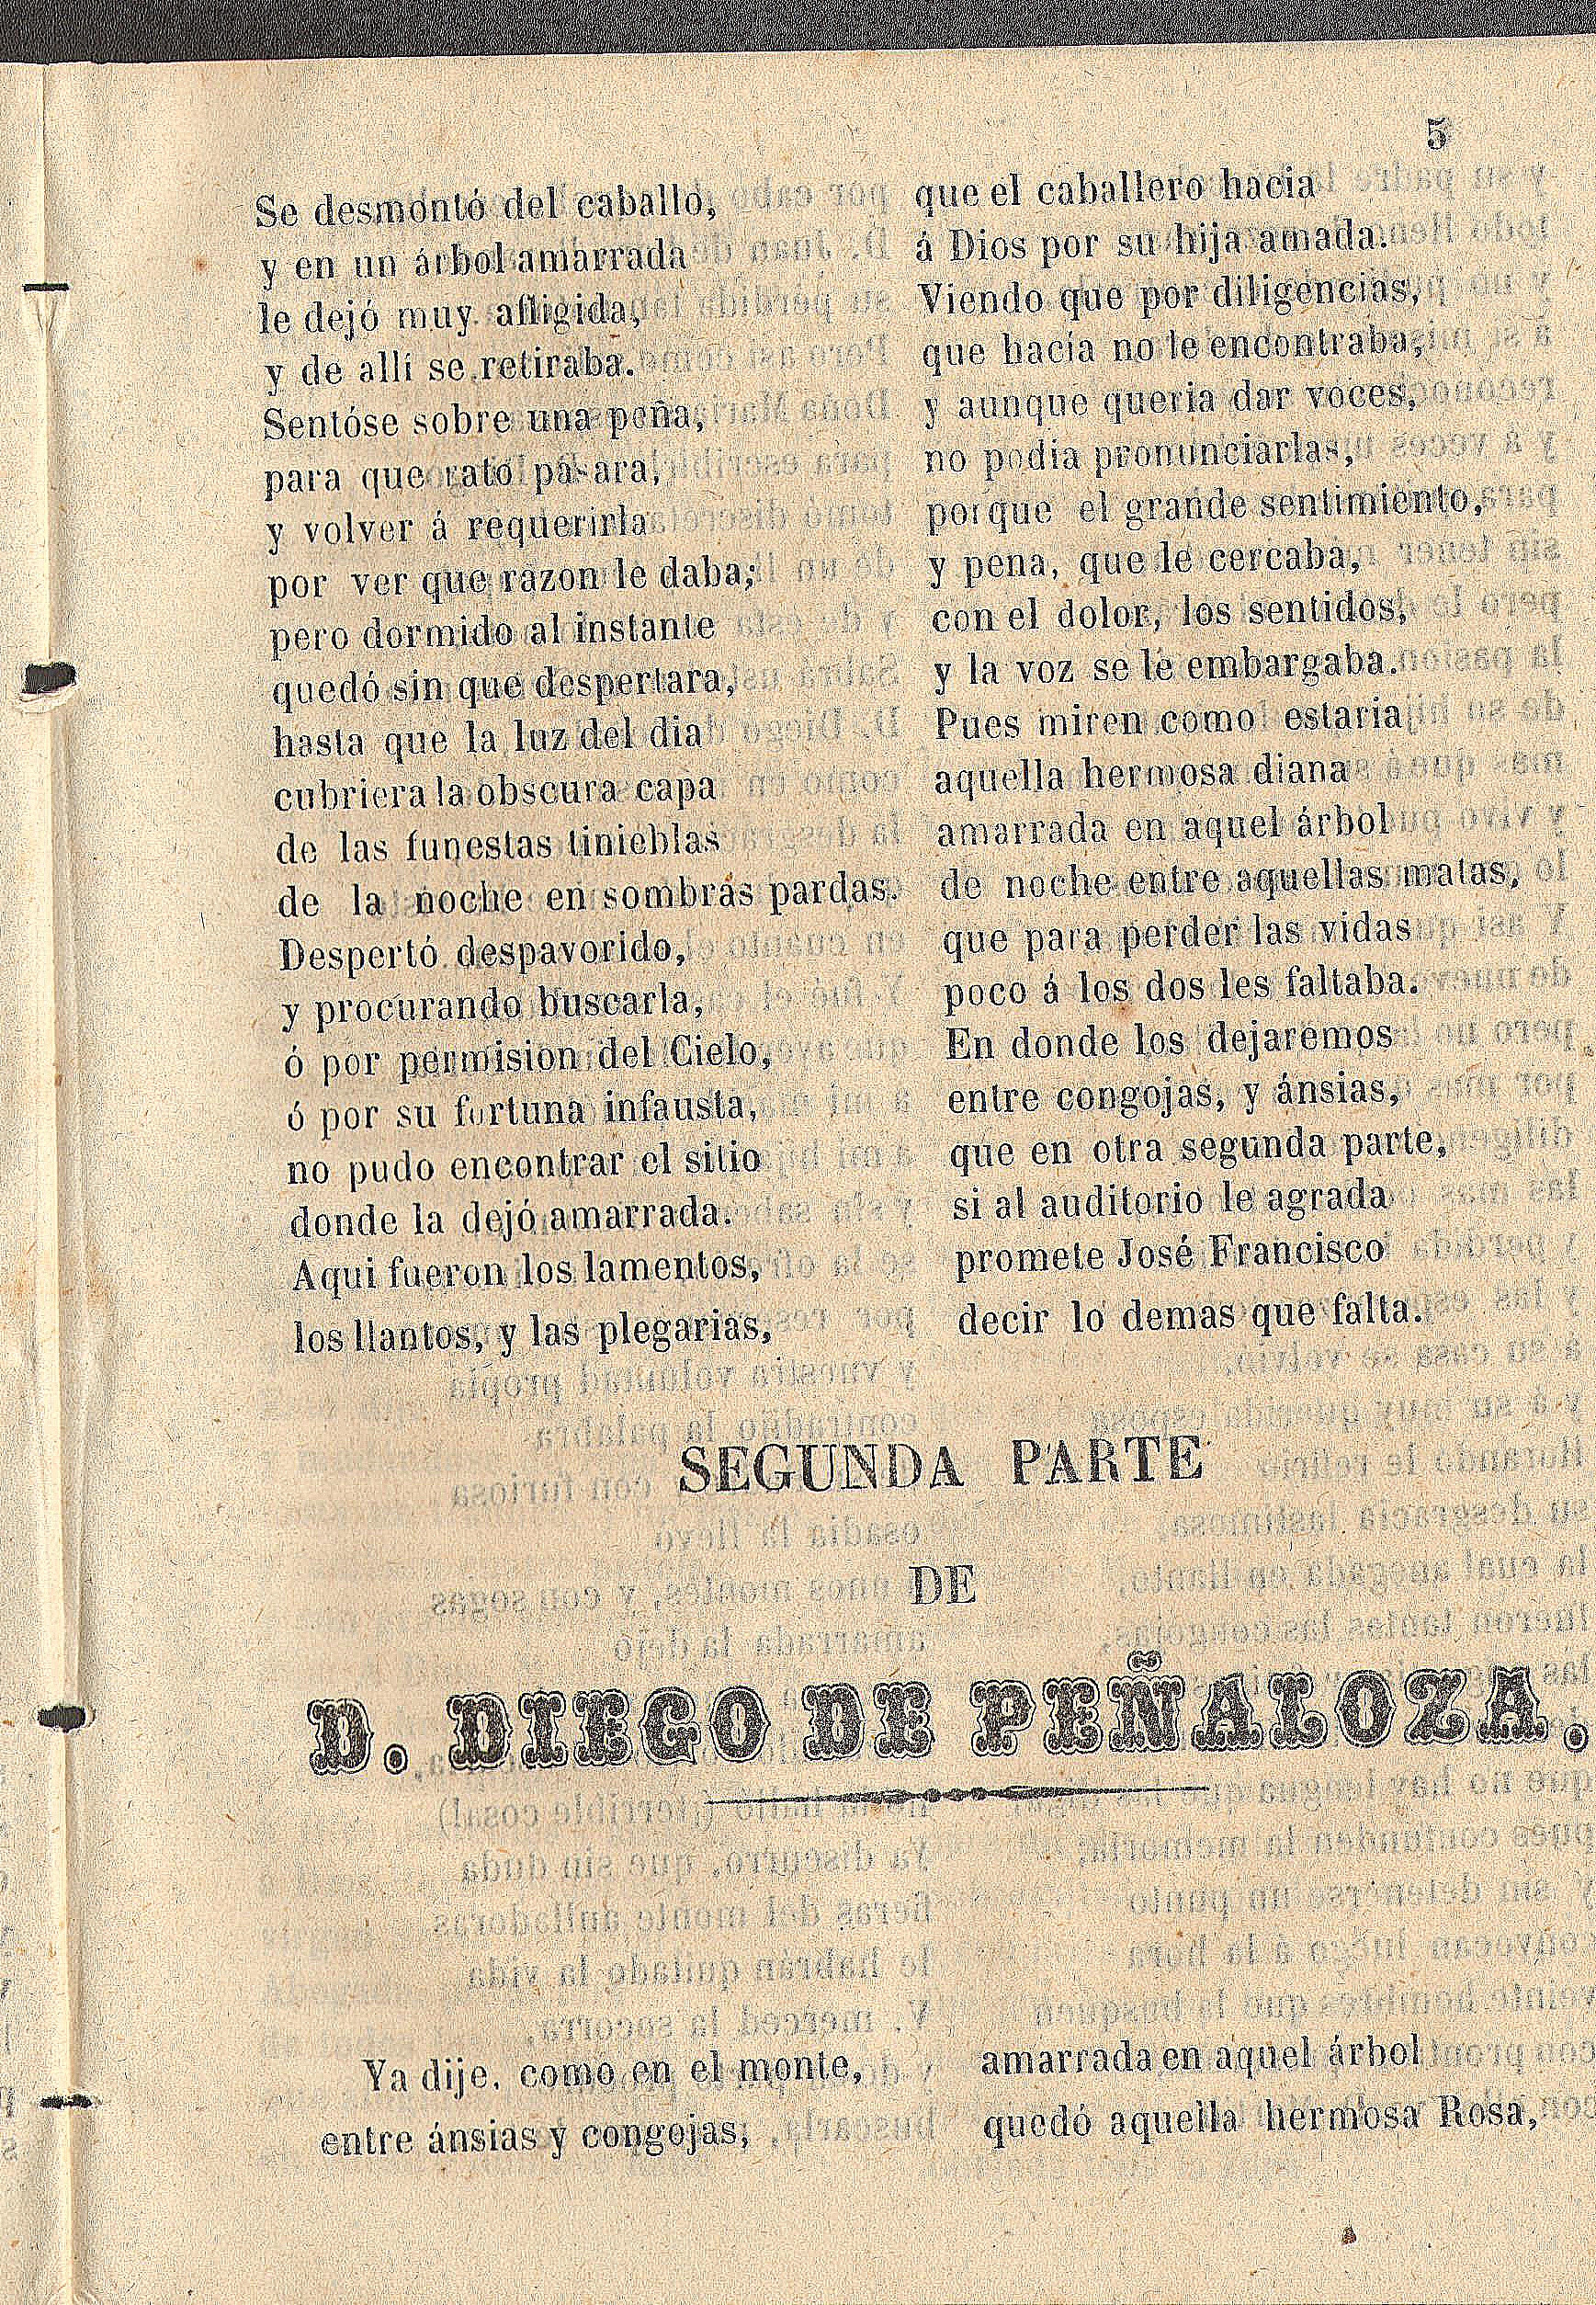 5
Se desmontó del caballo,
y en un árbol amarrada
le dejó muy afligida,
y de allí se retiraba.
Sentóse sobre una peña,
para que rato pasara,
y volver á requerirla
por ver que razon le daba;
pero dormido al instante
quedó sin que despertara,
hasta que la luz del dia
cubriera la obscura capa
de las funestas tinieblas
de la noche en sombras pardas.
Despertó despavorido,
y procurando buscarla,
ó por permision del Cielo,
ó por su fortuna infausta,
no pudo encontrar el sitio
donde la dejó amarrada.
Aqui fueron los lamentos,
los llantos, y las plegarias,
que el caballero hacia
á Dios por su hija amada.
Viendo que por diligencias,
que hacía no le encontraba,
y aunque queria dar voces,
no podia pronunciarlas,
porque el grande sentimiento,
y pena, que le cercaba,
con el dolor, los sentidos,
y la voz se le embargaba.
Pues miren como estaria
aquella hermosa diana
amarrada en aquel árbol
de noche entre aquellas matas,
que para perder las vidas
poco á los dos les faltaba.
En donde los dejaremos
entre congojas, y ánsias,
que en otra segunda parte,
si al auditorio le agrada
promete José Francisco
decir lo demas que falta.
SEGUNDA PARTE
DE
D. DIEGO DE PEÑALOZA.
Ya dije, como en el monte,
entre ánsias y congojas,
amarrada en aquel árbol
quedó aquella hermosa Rosa,